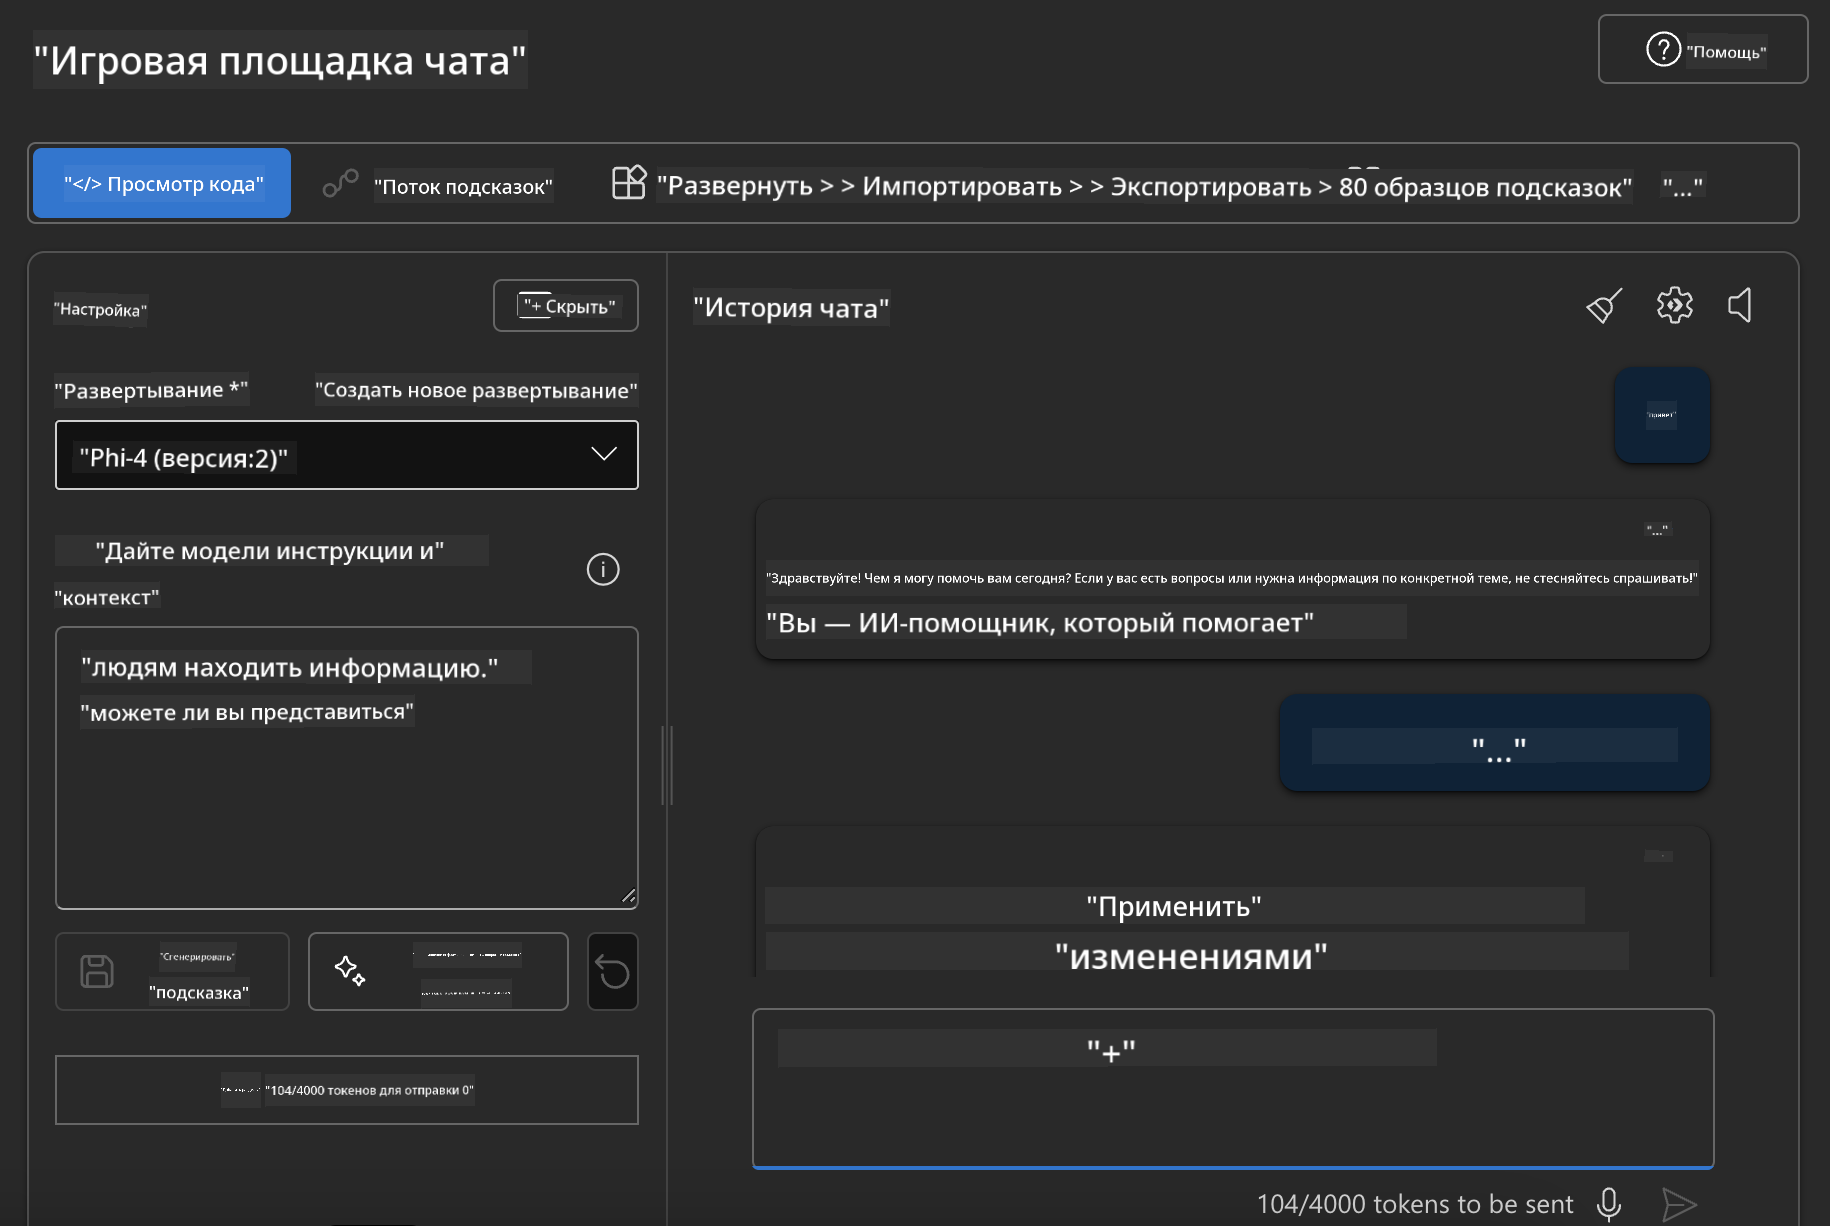 "Игровая площадка чата"
"Помощь"
"</> Просмотр кода"
"Поток подсказок"
"Развернуть > > Импортировать > > Экспортировать > 80 образцов подсказок"
"..."
"Настройка"
"+ Скрыть"
"История чата"
"Развертывание *"
"Создать новое развертывание"
"привет"
"Phi-4 (версия:2)"
"..."
"Дайте модели инструкции и"
"контекст"
"Здравствуйте! Чем я могу помочь вам сегодня? Если у вас есть вопросы или нужна информация по конкретной теме, не стесняйтесь спрашивать!"
"Вы — ИИ-помощник, который помогает"
"людям находить информацию."
"можете ли вы представиться"
"..."
"Применить"
"изменениями"
"Сгенерировать"
"подсказка"
"+"
"104/4000 токенов для отправки 0"
104/4000 tokens to be sent